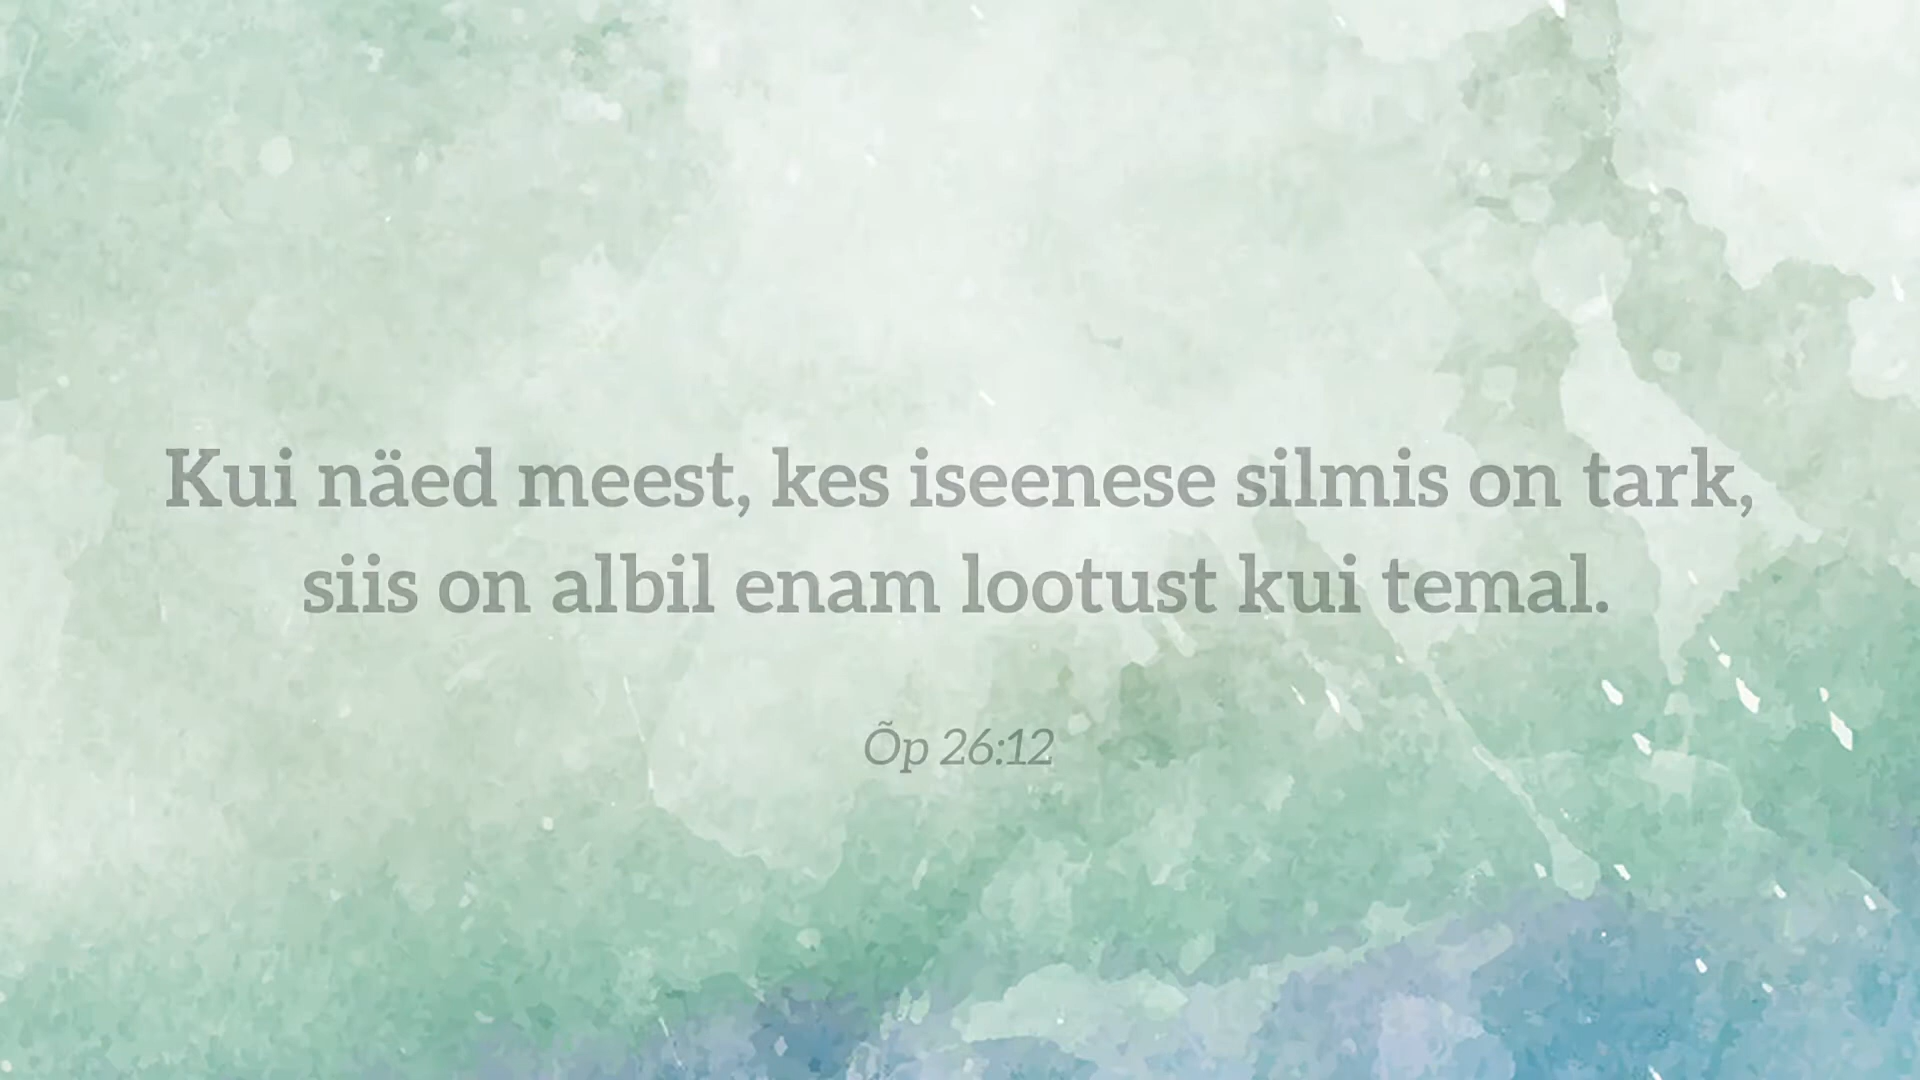 Kui näed meest, kes iseenese silmis on tark,
siis on albil enam lootust kui temal.
Õp 26:12